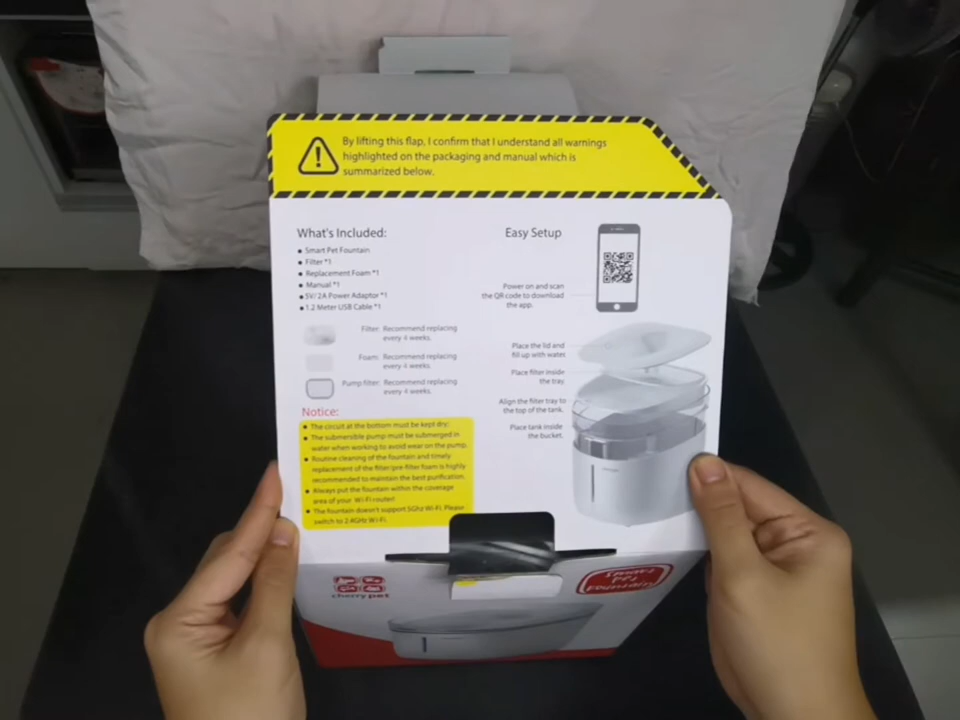 By lifting this flap, I confirm that I understand all warnings
highlighted on the packaging and manual which is
summarized below.
What's Included:
• Smart Pet Fountain
• Filter *1
• Replacement Foam *1
• Manual *1
• 5V/ 2A Power Adaptor *1
• 1.2 Meter USB Cable *1
Filter: Recommend replacing
every 4 weeks.
Foam: Recommend replacing
every 4 weeks.
Pump filter: Recommend replacing
every 4 weeks.
Notice:
• The circuit at the bottom must be kept dry;
• The submersible pump must be submerged in
water when working to avoid wear on the pump.
• Routine cleaning of the fountain and timely
replacement of the filter/pre filter foam is highly
recommended to maintain the best purification.
• Always put the fountain within the coverage
area of your Wi-Fi router!
• The fountain doesn't support 5Ghz Wi-Fi. Please
switch to 2.4GHz Wi-Fi.
Easy Setup
Power on and scan
the QR code to download
the app.
Place the lid and
fill up with water
Place filter inside
the tray.
Align the filter tray to
the top of the tank.
Place tank inside
the bucket.
cherry pet
Smart
Pet
Fountain